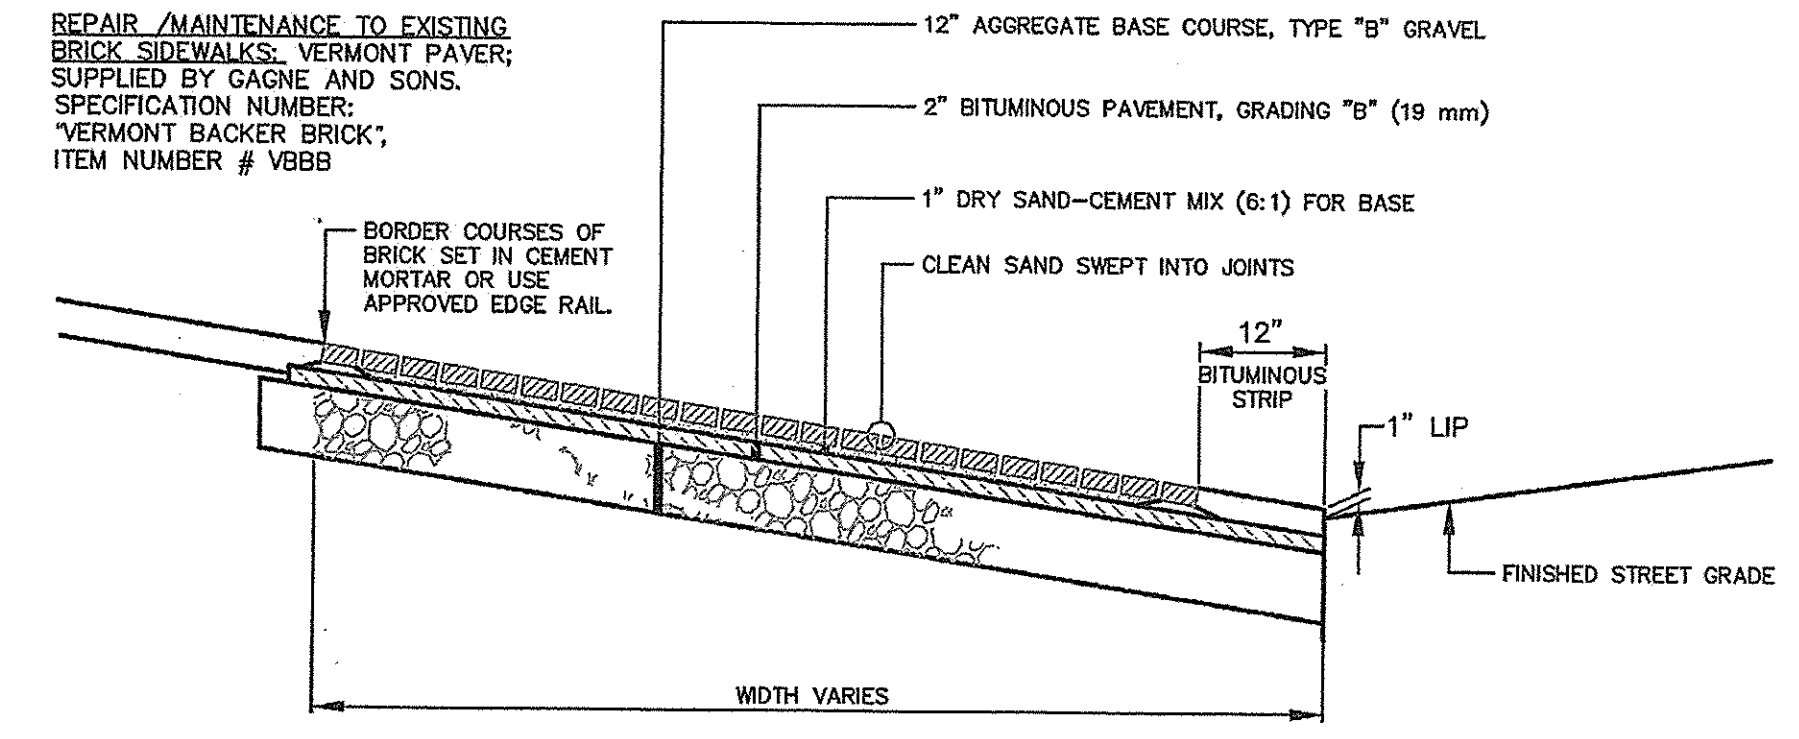 REPAIR /MAINTENANCE TO EXISTING
BRICK SIDEWALKS: VERMONT PAVER;
SUPPLIED BY GAGNE AND SONS.
SPECIFICATION NUMBER:
"VERMONT BACKER BRICK",
ITEM NUMBER # VBBB
12" AGGREGATE BASE COURSE, TYPE "B" GRAVEL
2" BITUMINOUS PAVEMENT, GRADING "B" (19 mm)
1" DRY SAND-CEMENT MIX (6:1) FOR BASE
CLEAN SAND SWEPT INTO JOINTS
BORDER COURSES OF
BRICK SET IN CEMENT
MORTAR OR USE
APPROVED EDGE RAIL.
12"
BITUMINOUS
STRIP
1" LIP
FINISHED STREET GRADE
WIDTH VARIES